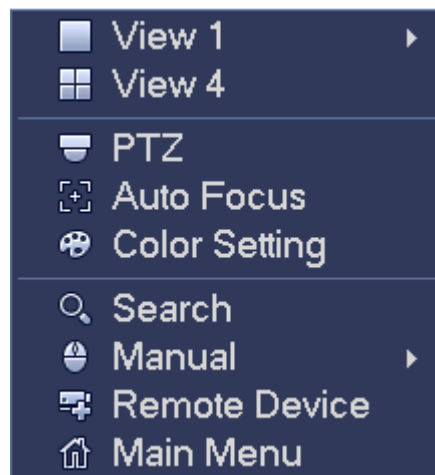 View 1
View 4
PTZ
Auto Focus
Color Setting
Search
Manual
Remote Device
Main Menu